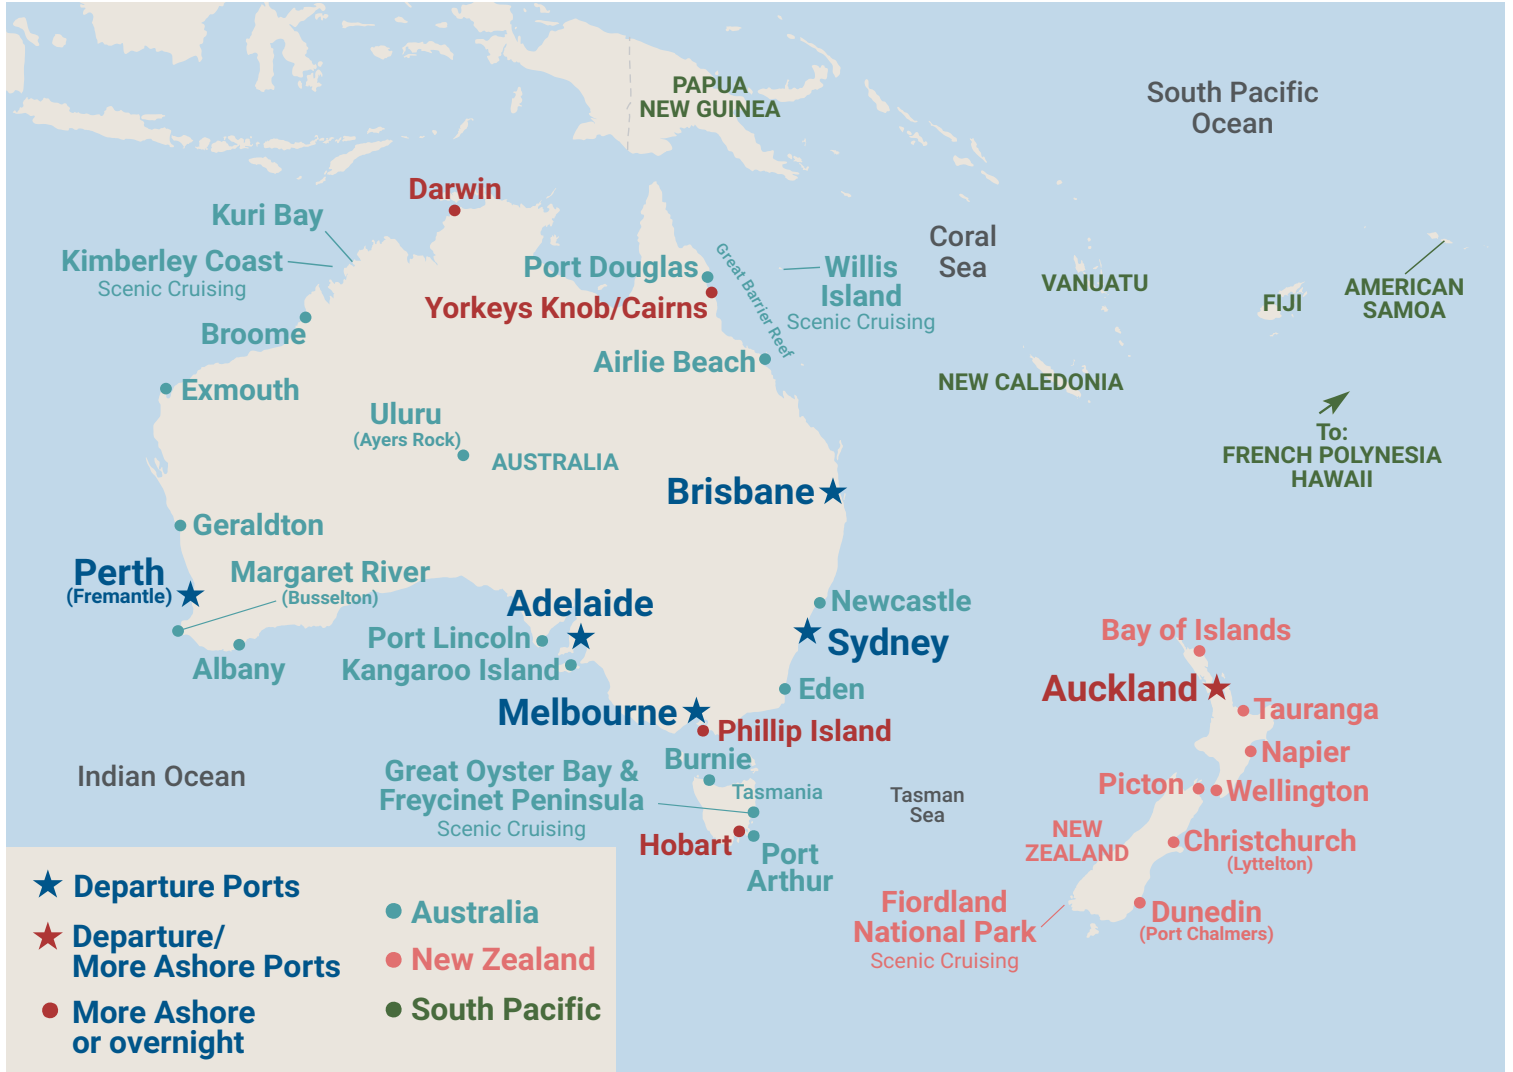 PAPUA
NEW GUINEA
South Pacific
Ocean
Darwin
Kuri Bay
Kimberley Coast
Scenic Cruising
Broome
Exmouth
Port Douglas
Yorkeys Knob/Cairns
Great Barrier Reef
Willis
Island
Scenic Cruising
Coral
Sea
VANUATU
FIJI
AMERICAN
SAMOA
Airlie Beach
NEW CALEDONIA
Uluru
(Ayers Rock)
AUSTRALIA
To:
FRENCH POLYNESIA
HAWAII
Brisbane
Geraldton
Perth
(Fremantle)
Margaret River
(Busselton)
Albany
Adelaide
Port Lincoln
Kangaroo Island
Newcastle
Sydney
Eden
Melbourne
Phillip Island
Burnie
Tasmania
Great Oyster Bay &
Freycinet Peninsula
Scenic Cruising
Hobart
Port
Arthur
Indian Ocean
Tasman
Sea
Bay of Islands
Auckland
Tauranga
Napier
Picton
Wellington
NEW
ZEALAND
Christchurch
(Lyttelton)
Fiordland
National Park
Scenic Cruising
Dunedin
(Port Chalmers)
Departure Ports
Departure/
More Ashore Ports
More Ashore
or overnight
Australia
New Zealand
South Pacific